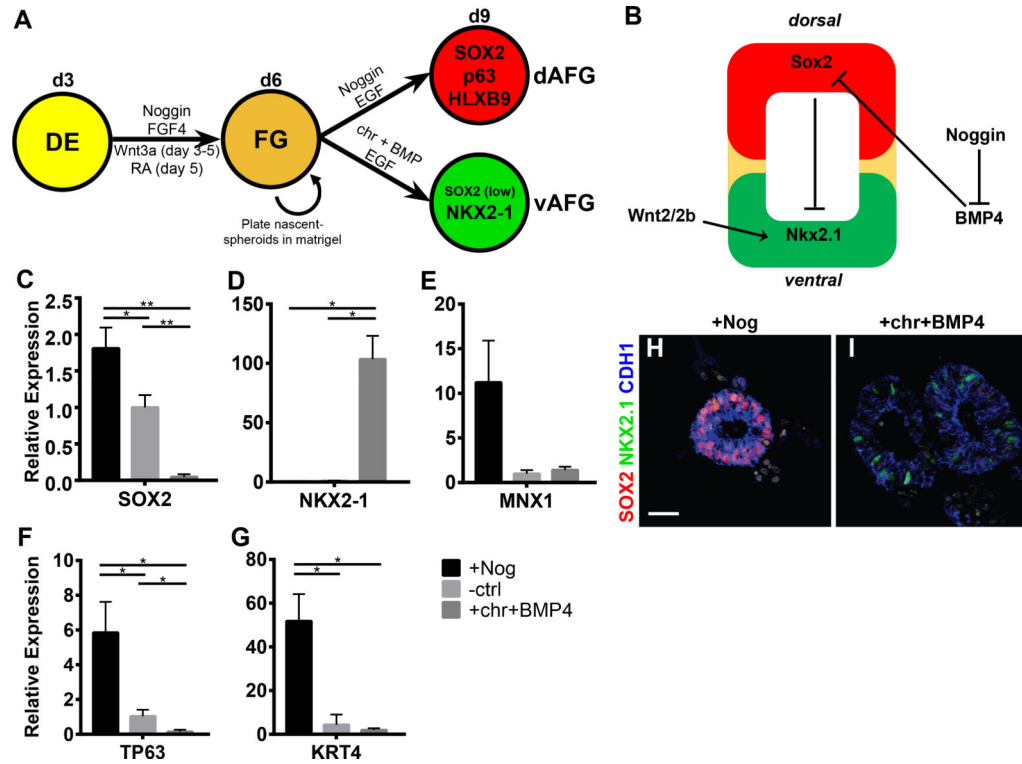 A
d3
DE
Noggin
FGF4
Wnt3a (day 3-5)
RA (day 5)
d6
FG
Plate nascent-
spheroids in matrigel
Noggin
EGF
chr + BMP
EGF
d9
SOX2
p63
HLXB9
dAFG
SOX2 (low)
NKX2-1
vAFG
B
dorsal
Sox2
Noggin
BMP4
Wnt2/2b
Nkx2.1
ventral
C
Relative Expression
2.5
2.0
1.5
1.0
0.5
0.0
**
*
**
SOX2
D
150
100
50
0
*
*
NKX2-1
E
15
10
5
0
MNX1
F
Relative Expression
10
8
6
4
2
0
*
*
*
TP63
G
80
60
40
20
0
*
*
KRT4
+Nog
-ctrl
+chr+BMP4
SOX2 NKX2.1 CDH1
+Nog
H
+chr+BMP4
I